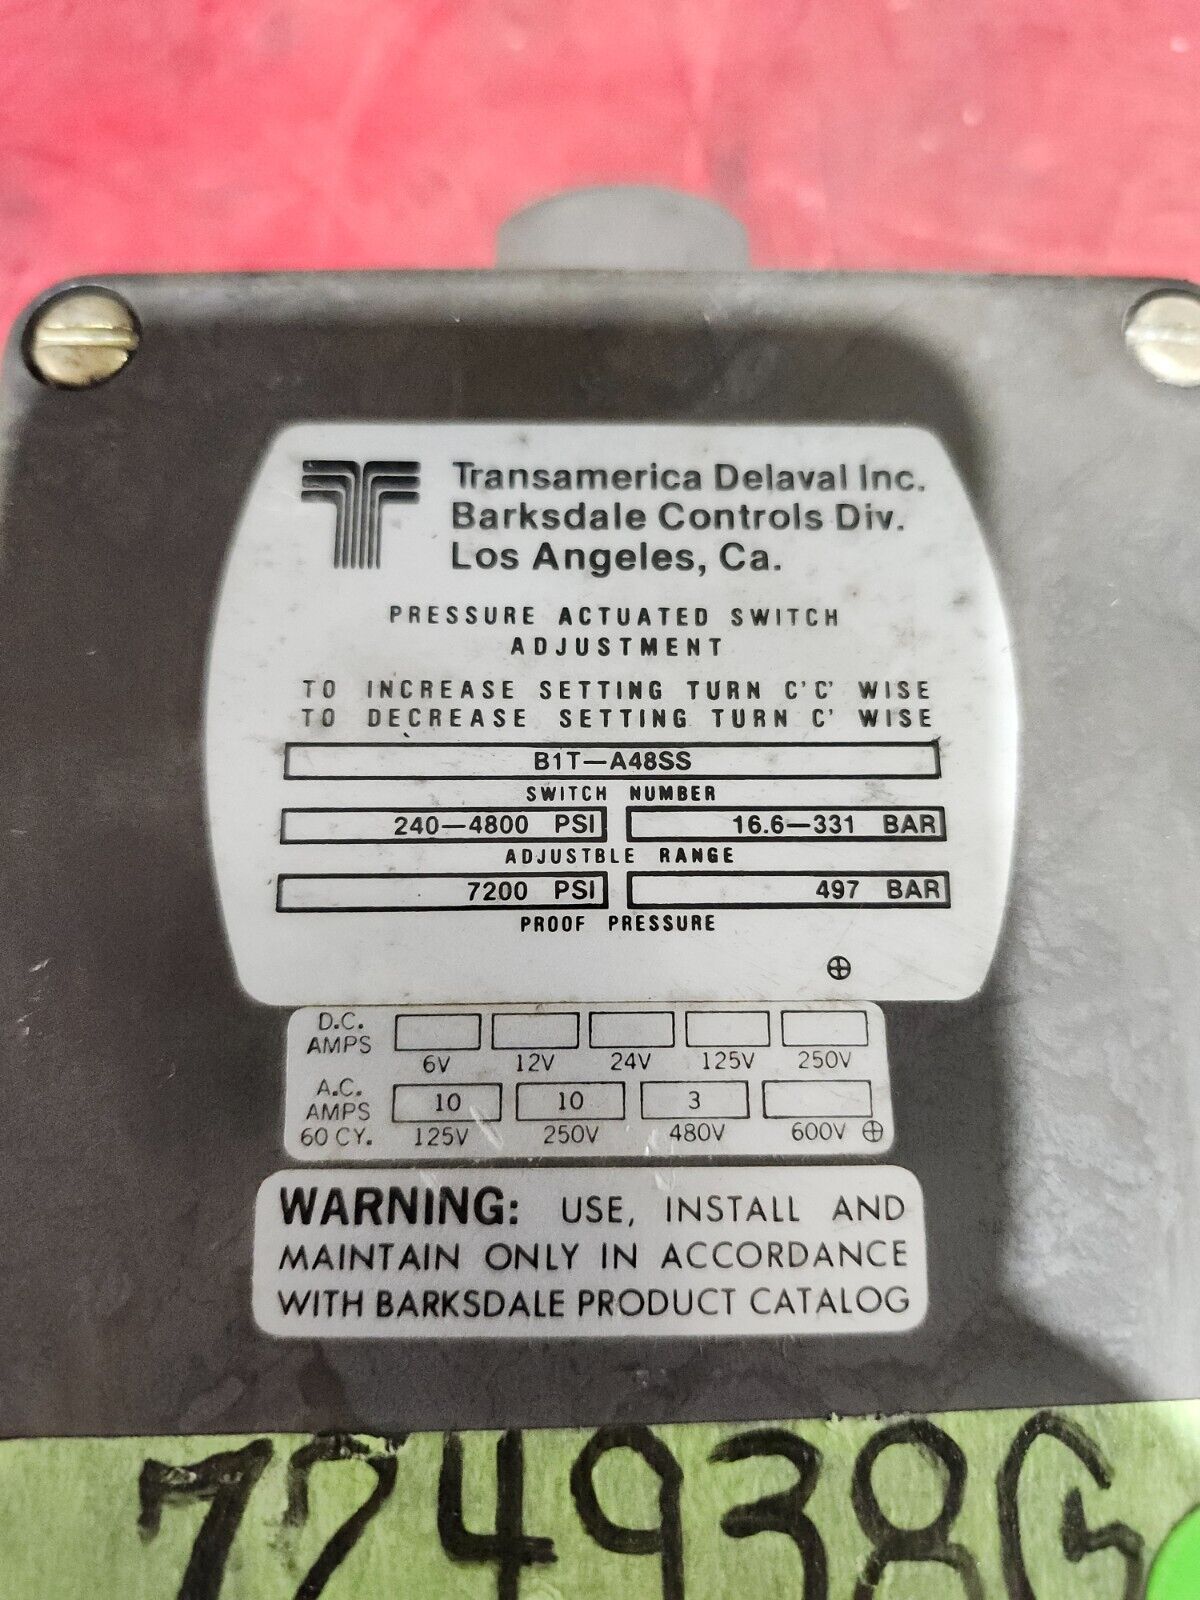 Transamerica Delaval Inc.
Barksdale Controls Div.
Los Angeles, Ca.
PRESSURE ACTUATED SWITCH
ADJUSTMENT
TO INCREASE SETTING TURN C'C' WISE
TO DECREASE SETTING TURN C' WISE
B1T-A48SS
SWITCH NUMBER
240-4800 PSI 16.6-331 BAR
ADJUSTBLE RANGE
7200 PSI 497 BAR
PROOF PRESSURE
D.C.
AMPS
6V 12V 24V 125V 250V
A.C.
AMPS 10 10 3
60 CY. 125V 250V 480V 600V
WARNING: USE, INSTALL AND
MAINTAIN ONLY IN ACCORDANCE
WITH BARKSDALE PRODUCT CATALOG
724938G